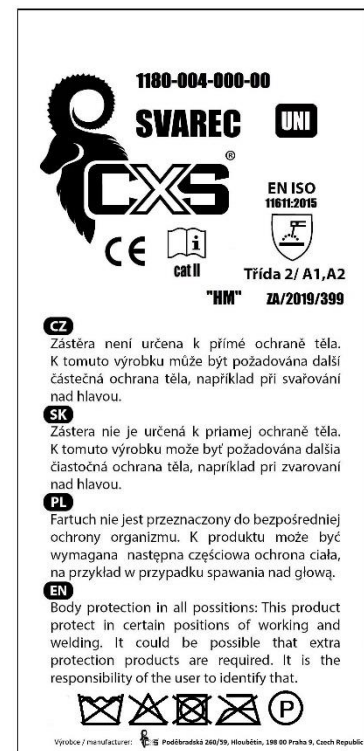 1180-004-000-00
SVAREC UNI
CXS®
EN ISO
11611:2015
CE i
cat II
Třída 2/ A1,A2
"HM" ZA/2019/399
CZ
Zástěra není určena k přímé ochraně těla.
K tomuto výrobku může být požadována další
částečná ochrana těla, například při svařování
nad hlavou.
SK
Zástera nie je určená k priamej ochraně těla.
K tomuto výrobku može byť požadována dalšia
čiastočná ochrana těla, napríklad pri zvarovaní
nad hlavou.
PL
Fartuch nie jest przeznaczony do bezpośredniej
ochrony organizmu. K produktu może być
wymagana następna częściowa ochrona ciała,
na przykład w przypadku spawania nad głową.
EN
Body protection in all possitions: This product
protect in certain positions of working and
welding. It could be possible that extra
protection products are required. It is the
responsibility of the user to identify that.
P
Výrobce / manufacturer: CXS Poděbradská 260/59, Hloubětín, 198 00 Praha 9, Czech Republic